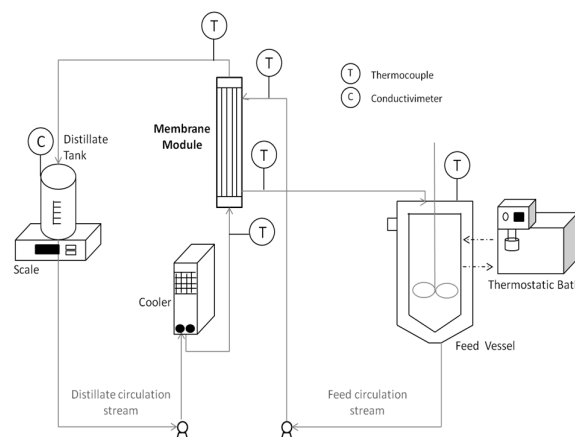 T
T
T
Thermocouple
C
Conductivimeter
Membrane
Module
C
Distillate
Tank
T
T
T
Scale
Cooler
Thermostatic Bat
Feed Vessel
Distillate circulation
stream
Feed circulation
stream